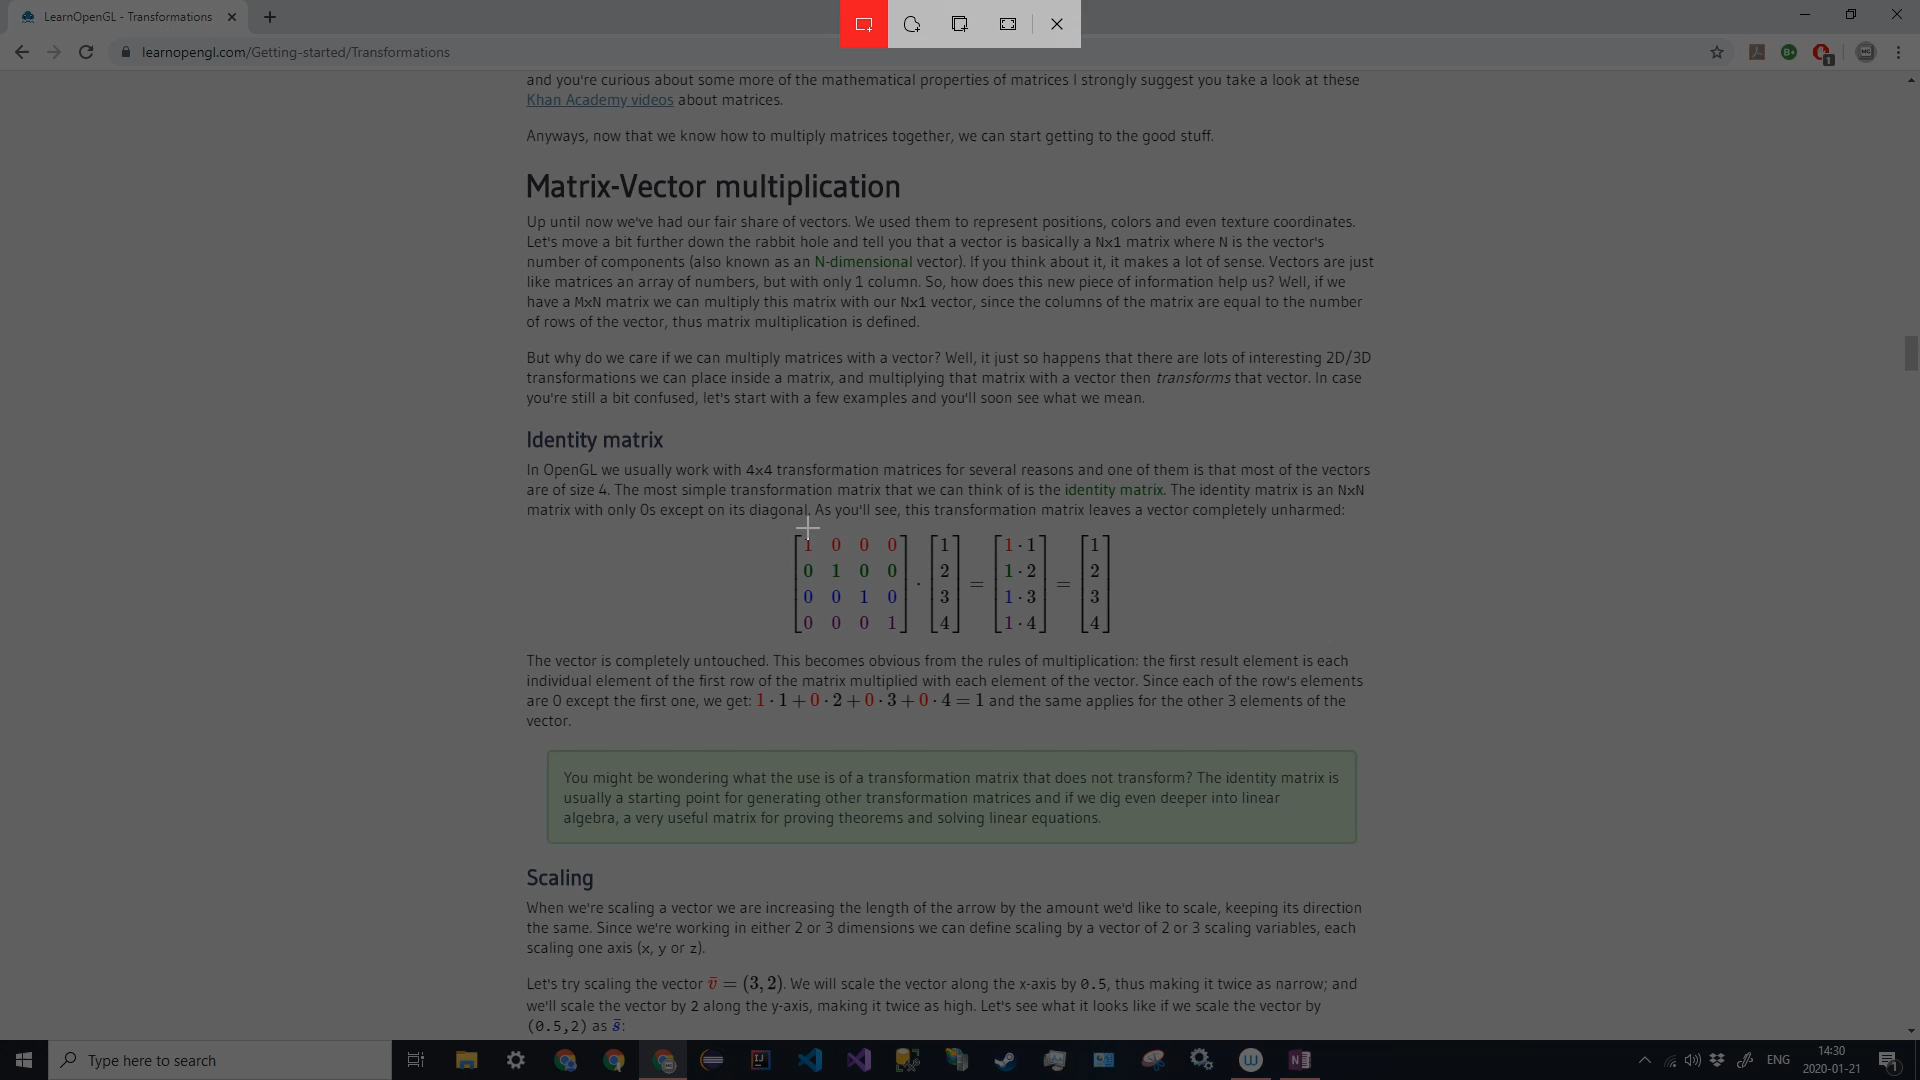 LearnOpenGL - Transformations
learnopengl.com/Getting-started/Transformations
and you're curious about some more of the mathematical properties of matrices I strongly suggest you take a look at these
Khan Academy videos about matrices.
Anyways, now that we know how to multiply matrices together, we can start getting to the good stuff.
Matrix-Vector multiplication
Up until now we've had our fair share of vectors. We used them to represent positions, colors and even texture coordinates.
Let's move a bit further down the rabbit hole and tell you that a vector is basically a Nx1 matrix where N is the vector's
number of components (also known as an N-dimensional vector). If you think about it, it makes a lot of sense. Vectors are just
like matrices an array of numbers, but with only 1 column. So, how does this new piece of information help us? Well, if we
have a MxN matrix we can multiply this matrix with our Nx1 vector, since the columns of the matrix are equal to the number
of rows of the vector, thus matrix multiplication is defined.
But why do we care if we can multiply matrices with a vector? Well, it just so happens that there are lots of interesting 2D/3D
transformations we can place inside a matrix, and multiplying that matrix with a vector then transforms that vector. In case
you're still a bit confused, let's start with a few examples and you'll soon see what we mean.
Identity matrix
In OpenGL we usually work with 4x4 transformation matrices for several reasons and one of them is that most of the vectors
are of size 4. The most simple transformation matrix that we can think of is the identity matrix. The identity matrix is an NxN
matrix with only 0s except on its diagonal. As you'll see, this transformation matrix leaves a vector completely unharmed:
1 0 0 0 1 1 · 1 1
0 1 0 0 2 1 · 2 2
· = =
0 0 1 0 3 1 · 3 3
0 0 0 1 4 1 · 4 4
The vector is completely untouched. This becomes obvious from the rules of multiplication: the first result element is each
individual element of the first row of the matrix multiplied with each element of the vector. Since each of the row's elements
are 0 except the first one, we get: 1 · 1 + 0 · 2 + 0 · 3 + 0 · 4 = 1 and the same applies for the other 3 elements of the
vector.
You might be wondering what the use is of a transformation matrix that does not transform? The identity matrix is
usually a starting point for generating other transformation matrices and if we dig even deeper into linear
algebra, a very useful matrix for proving theorems and solving linear equations.
Scaling
When we're scaling a vector we are increasing the length of the arrow by the amount we'd like to scale, keeping its direction
the same. Since we're working in either 2 or 3 dimensions we can define scaling by a vector of 2 or 3 scaling variables, each
scaling one axis (x, y or z).
Let's try scaling the vector v̄ = (3, 2). We will scale the vector along the x-axis by 0.5, thus making it twice as narrow; and
we'll scale the vector by 2 along the y-axis, making it twice as high. Let's see what it looks like if we scale the vector by
(0.5,2) as s̄:
Type here to search
ENG
14:30
2020-01-21
1